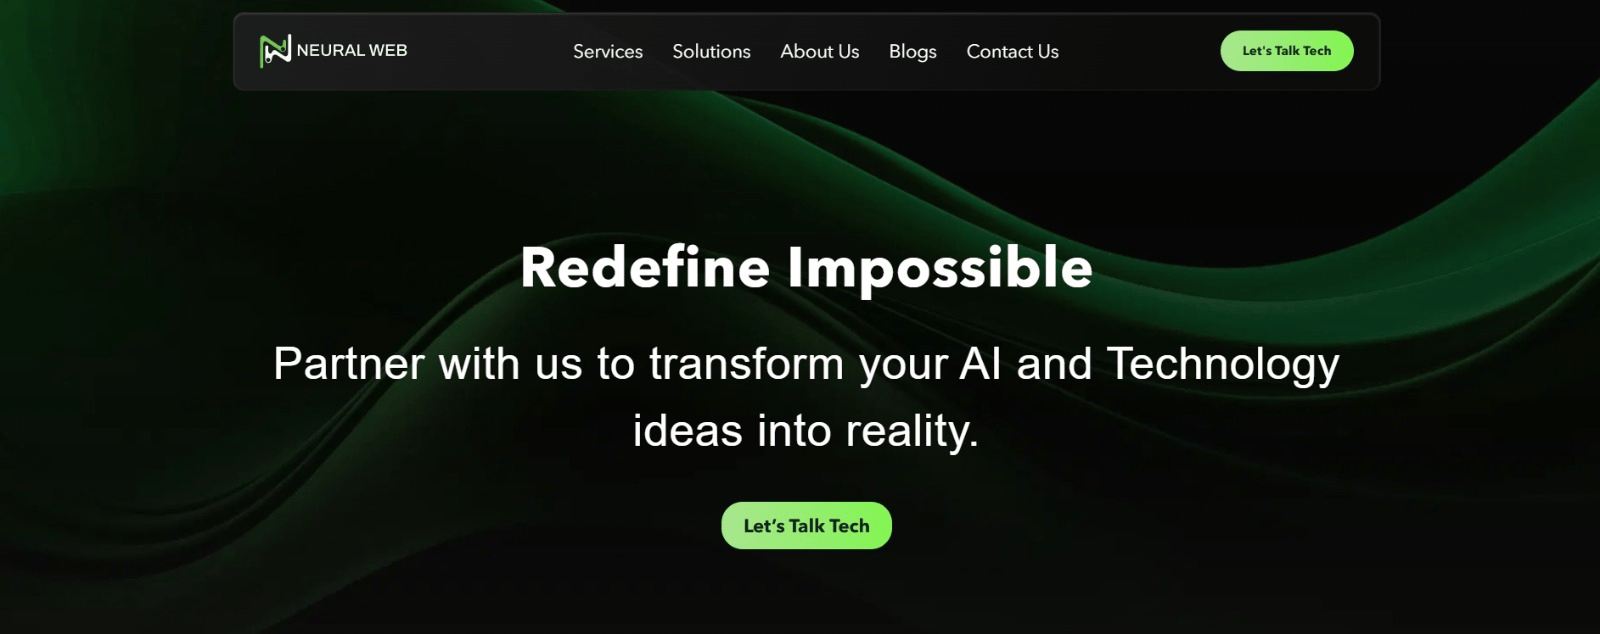 NEURAL WEB
Services
Solutions
About Us
Blogs
Contact Us
Let's Talk Tech
Redefine Impossible
Partner with us to transform your AI and Technology
ideas into reality.
Let’s Talk Tech